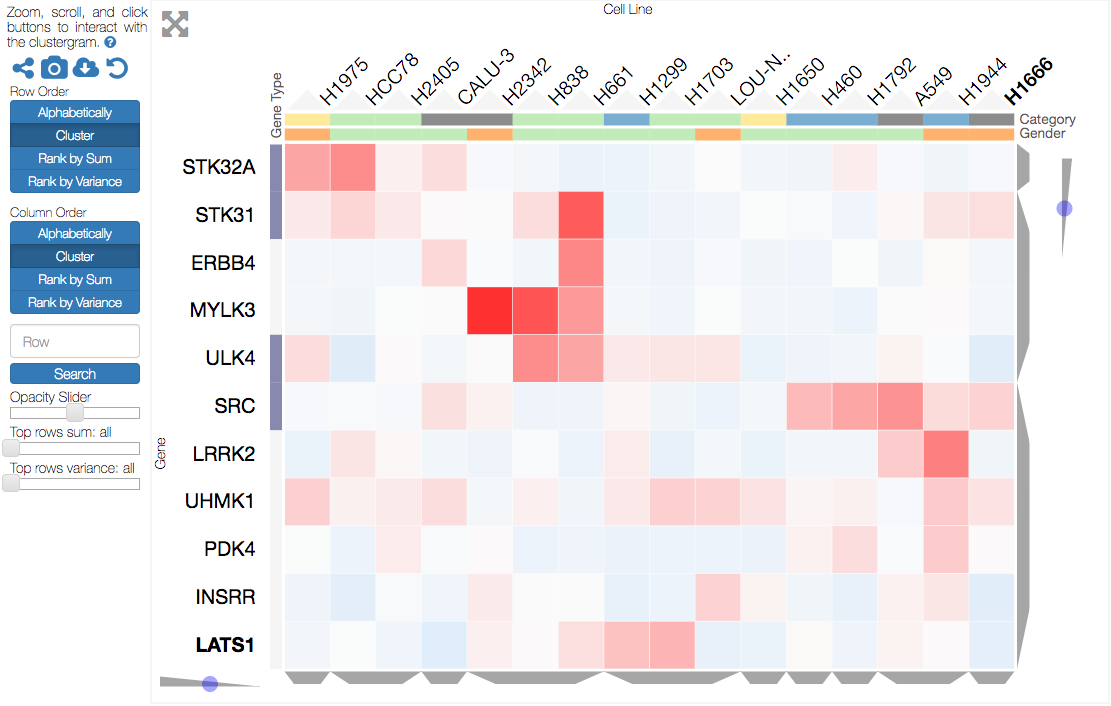 Zoom, scroll, and click
buttons to interact with
the clustergram. ?
Row Order
Alphabetically
Cluster
Rank by Sum
Rank by Variance
Column Order
Alphabetically
Cluster
Rank by Sum
Rank by Variance
Row
Search
Opacity Slider
Top rows sum: all
Top rows variance: all
Cell Line
H1975
HCC78
H2405
CALU-3
H2342
H838
H661
H1299
H1703
LOU-N..
H1650
H460
H1792
A549
H1944
H1666
Gene Type
Category
Gender
Gene
STK32A
STK31
ERBB4
MYLK3
ULK4
SRC
LRRK2
UHMK1
PDK4
INSRR
LATS1